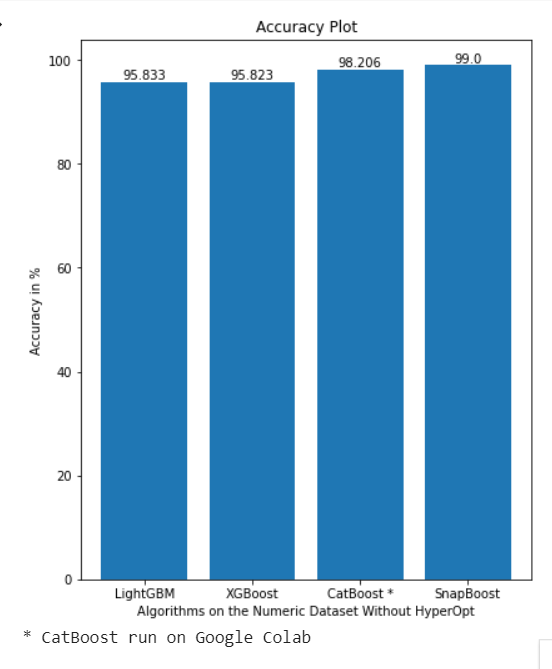 Accuracy Plot
95.833 95.823 98.206 99.0
100
80
60
40
20
0
Accuracy in %
LightGBM XGBoost CatBoost * SnapBoost
Algorithms on the Numeric Dataset Without HyperOpt
* CatBoost run on Google Colab